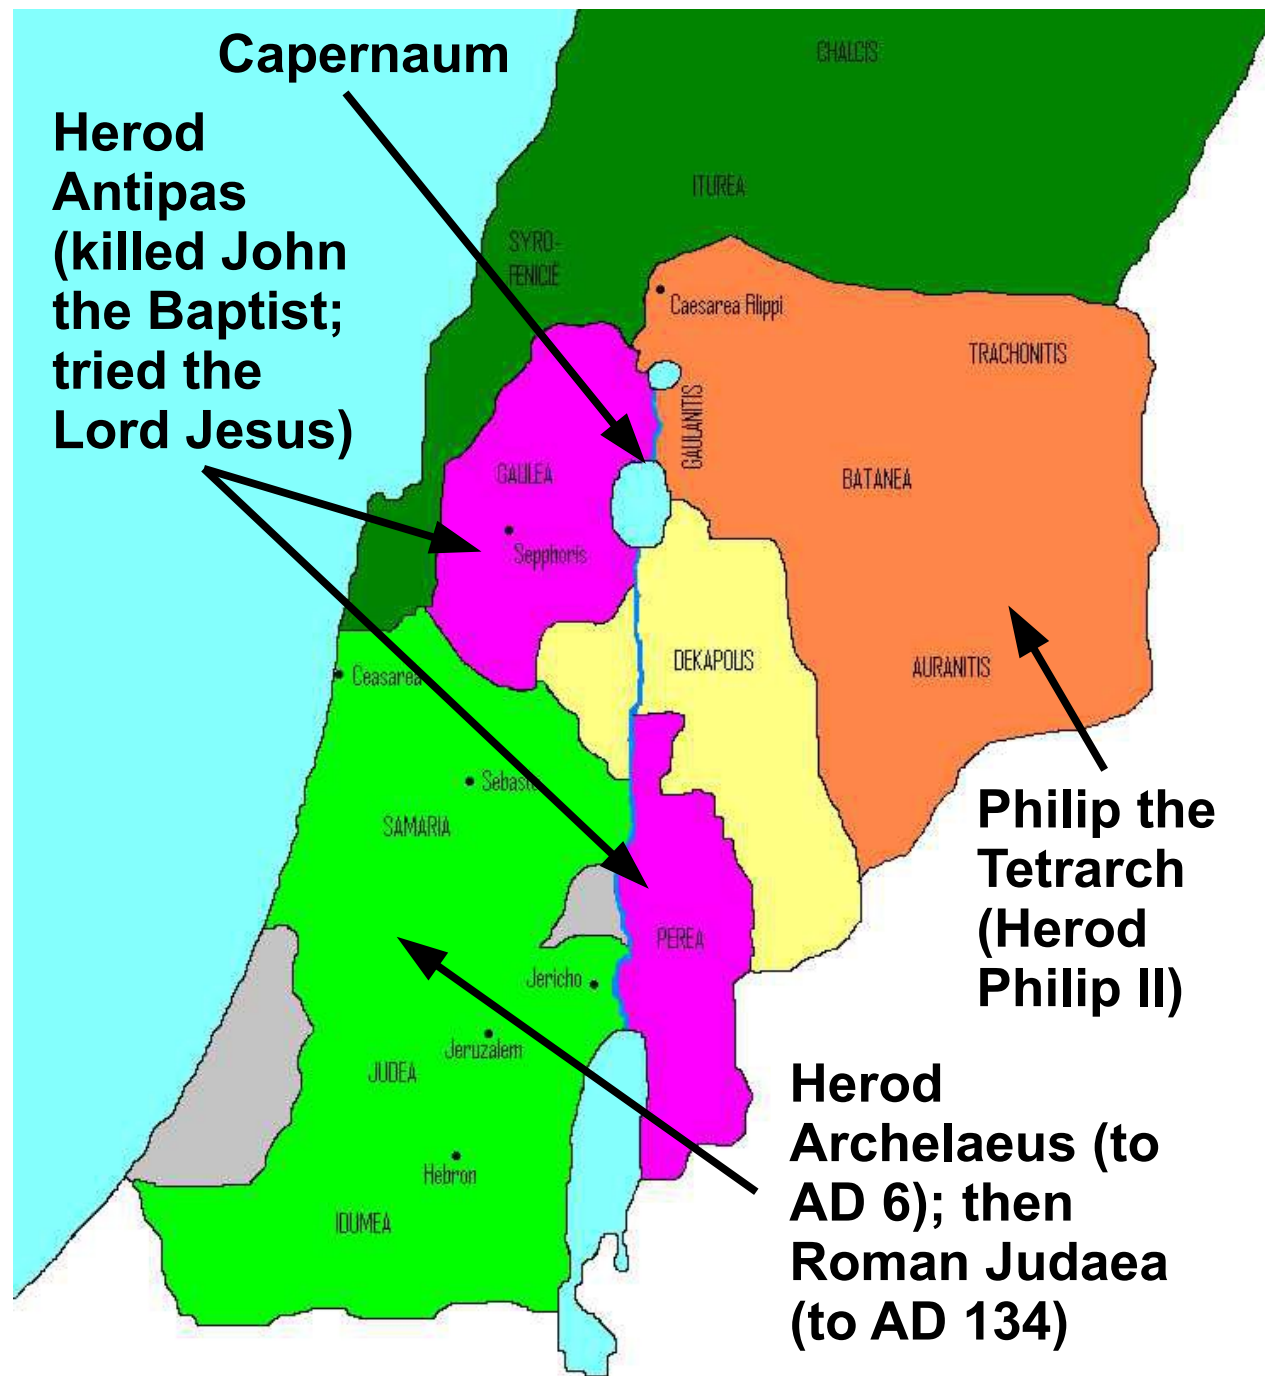 Capernaum
Herod
Antipas
(killed John
the Baptist;
tried the
Lord Jesus)
CHALCIS
ITUREA
SYRO-
FENICIË
Caesarea Filippi
TRACHONITIS
GAULANITIS
GALILEA
BATANEA
Sepphoris
DEKAPOLIS
AURANITIS
Ceasarea
Sebaste
SAMARIA
PEREA
Jericho
Jeruzalem
JUDEA
Hebron
IDUMEA
Philip the
Tetrarch
(Herod
Philip II)
Herod
Archelaeus (to
AD 6); then
Roman Judaea
(to AD 134)